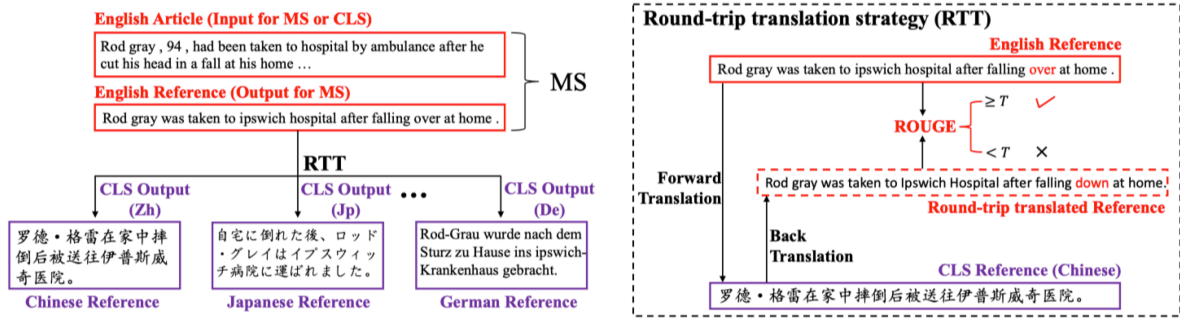 English Article (Input for MS or CLS)
Rod gray , 94 , had been taken to hospital by ambulance after he
cut his head in a fall at his home ...
English Reference (Output for MS)
Rod gray was taken to ipswich hospital after falling over at home .
MS
RTT
CLS Output
(Zh)
罗德·格雷在家中摔
倒后被送往伊普斯威
奇医院。
Chinese Reference
CLS Output
(Jp)
自宅に倒れた後、ロッド
・グレイはイプスウィッ
チ病院に運ばれました。
Japanese Reference
...
CLS Output
(De)
Rod-Grau wurde nach dem
Sturz zu Hause ins ipswich-
Krankenhaus gebracht.
German Reference
Round-trip translation strategy (RTT)
English Reference
Rod gray was taken to ipswich hospital after falling over at home .
ROUGE
≥ T ✓
< T ×
Forward
Translation
Rod gray was taken to Ipswich Hospital after falling down at home.
Round-trip translated Reference
Back
Translation
CLS Reference (Chinese)
罗德·格雷在家中摔倒后被送往伊普斯威奇医院。